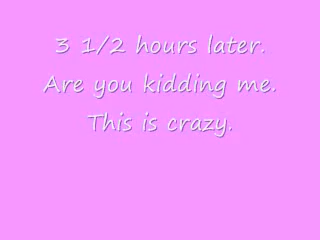 3 1/2 hours later.
Are you kidding me.
This is crazy.